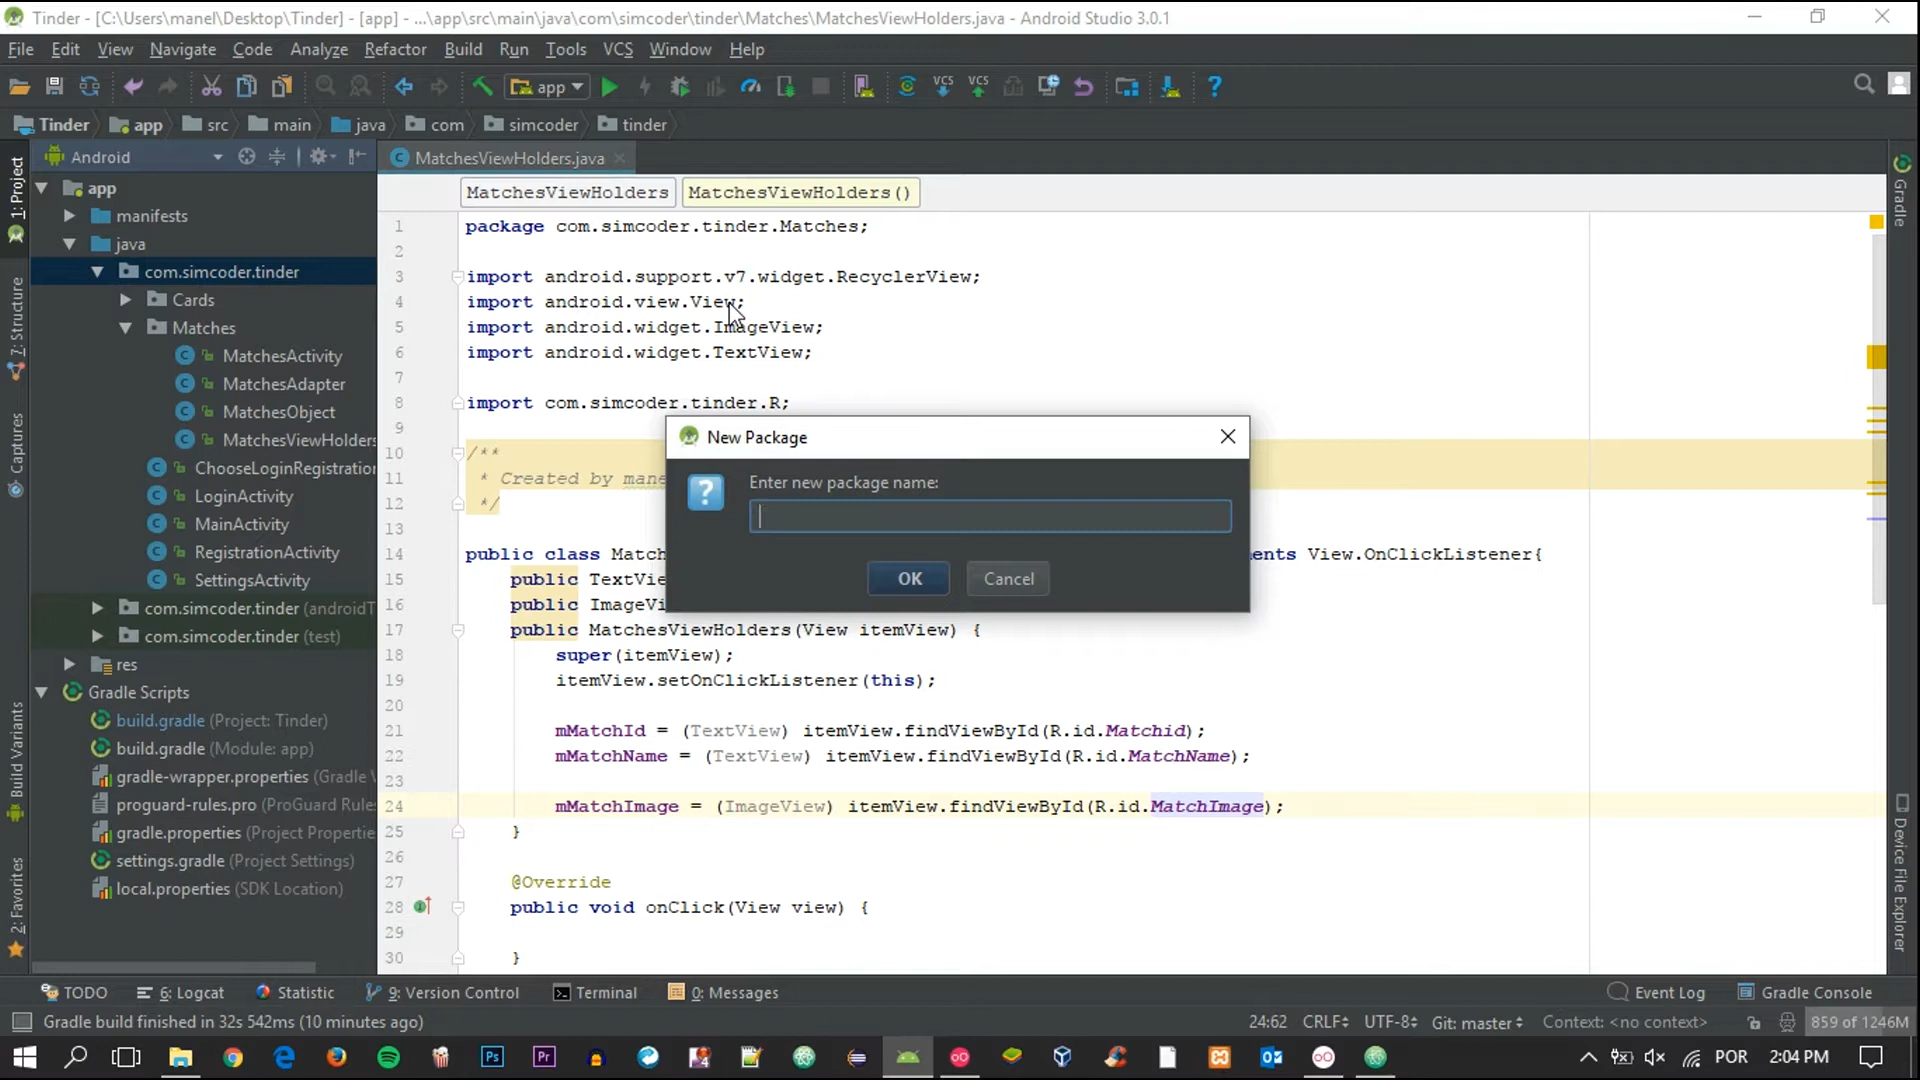 Tinder - [C:\Users\manel\Desktop\Tinder] - [app] - ...\app\src\main\java\com\simcoder\tinder\Matches\MatchesViewHolders.java - Android Studio 3.0.1
File Edit View Navigate Code Analyze Refactor Build Run Tools VCS Window Help
app VCS VCS
Tinder app src main java com simcoder tinder
Android
MatchesViewHolders.java
MatchesViewHolders MatchesViewHolders()
1: Project
7: Structure
Captures
Build Variants
2: Favorites
app
manifests
java
com.simcoder.tinder
Cards
Matches
MatchesActivity
MatchesAdapter
MatchesObject
MatchesViewHolders
ChooseLoginRegistration
LoginActivity
MainActivity
RegistrationActivity
SettingsActivity
com.simcoder.tinder (androidT
com.simcoder.tinder (test)
res
Gradle Scripts
build.gradle (Project: Tinder)
build.gradle (Module: app)
gradle-wrapper.properties (Gradle V
proguard-rules.pro (ProGuard Rule
gradle.properties (Project Propertie
settings.gradle (Project Settings)
local.properties (SDK Location)
1 package com.simcoder.tinder.Matches;
2
3 import android.support.v7.widget.RecyclerView;
4 import android.view.View;
5 import android.widget.ImageView;
6 import android.widget.TextView;
7
8 import com.simcoder.tinder.R;
9
10 /**
11 * Created by mane
12 */
13
14 public class Match ents View.OnClickListener{
15 public TextVie
16 public ImageVi
17 public MatchesViewHolders(View itemView) {
18 super(itemView);
19 itemView.setOnClickListener(this);
20
21 mMatchId = (TextView) itemView.findViewById(R.id.Matchid);
22 mMatchName = (TextView) itemView.findViewById(R.id.MatchName);
23
24 mMatchImage = (ImageView) itemView.findViewById(R.id.MatchImage);
25 }
26
27 @Override
28 public void onClick(View view) {
29
30 }
New Package
Enter new package name:
OK Cancel
Gradle
Device File Explorer
TODO 6: Logcat Statistic 9: Version Control Terminal 0: Messages Event Log Gradle Console
Gradle build finished in 32s 542ms (10 minutes ago) 24:62 CRLF UTF-8 Git: master Context: <no context> 859 of 1246M
Ps Pr POR 2:04 PM